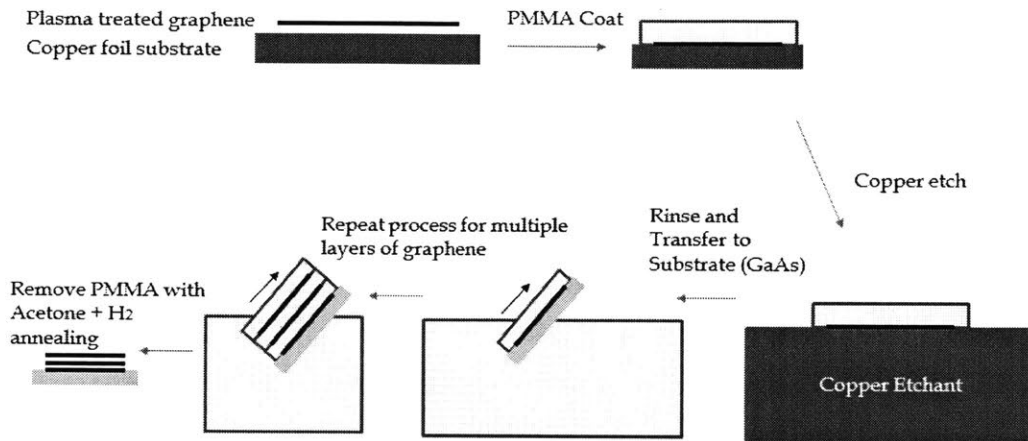 Plasma treated graphene
Copper foil substrate
PMMA Coat
Copper etch
Rinse and
Transfer to
Substrate (GaAs)
Repeat process for multiple
layers of graphene
Remove PMMA with
Acetone + H2
annealing
Copper Etchant